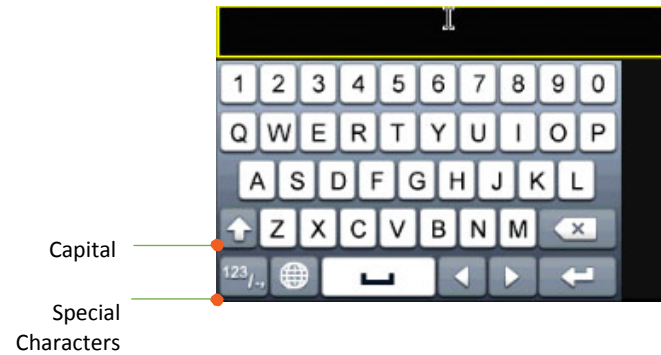 1 2 3 4 5 6 7 8 9 0
Q W E R T Y U I O P
A S D F G H J K L
Z X C V B N M
Capital
123/.,
Special
Characters